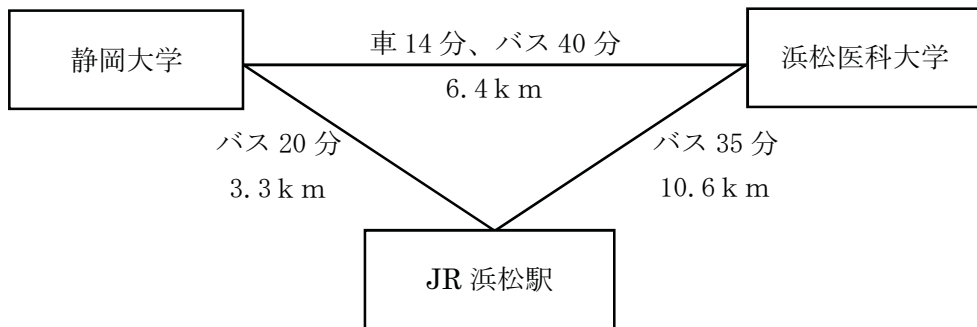 静岡大学
車 14 分、バス 40 分
浜松医科大学
6.4ｋｍ
バス 20 分
バス 35 分
3.3ｋｍ
10.6ｋｍ
JR 浜松駅